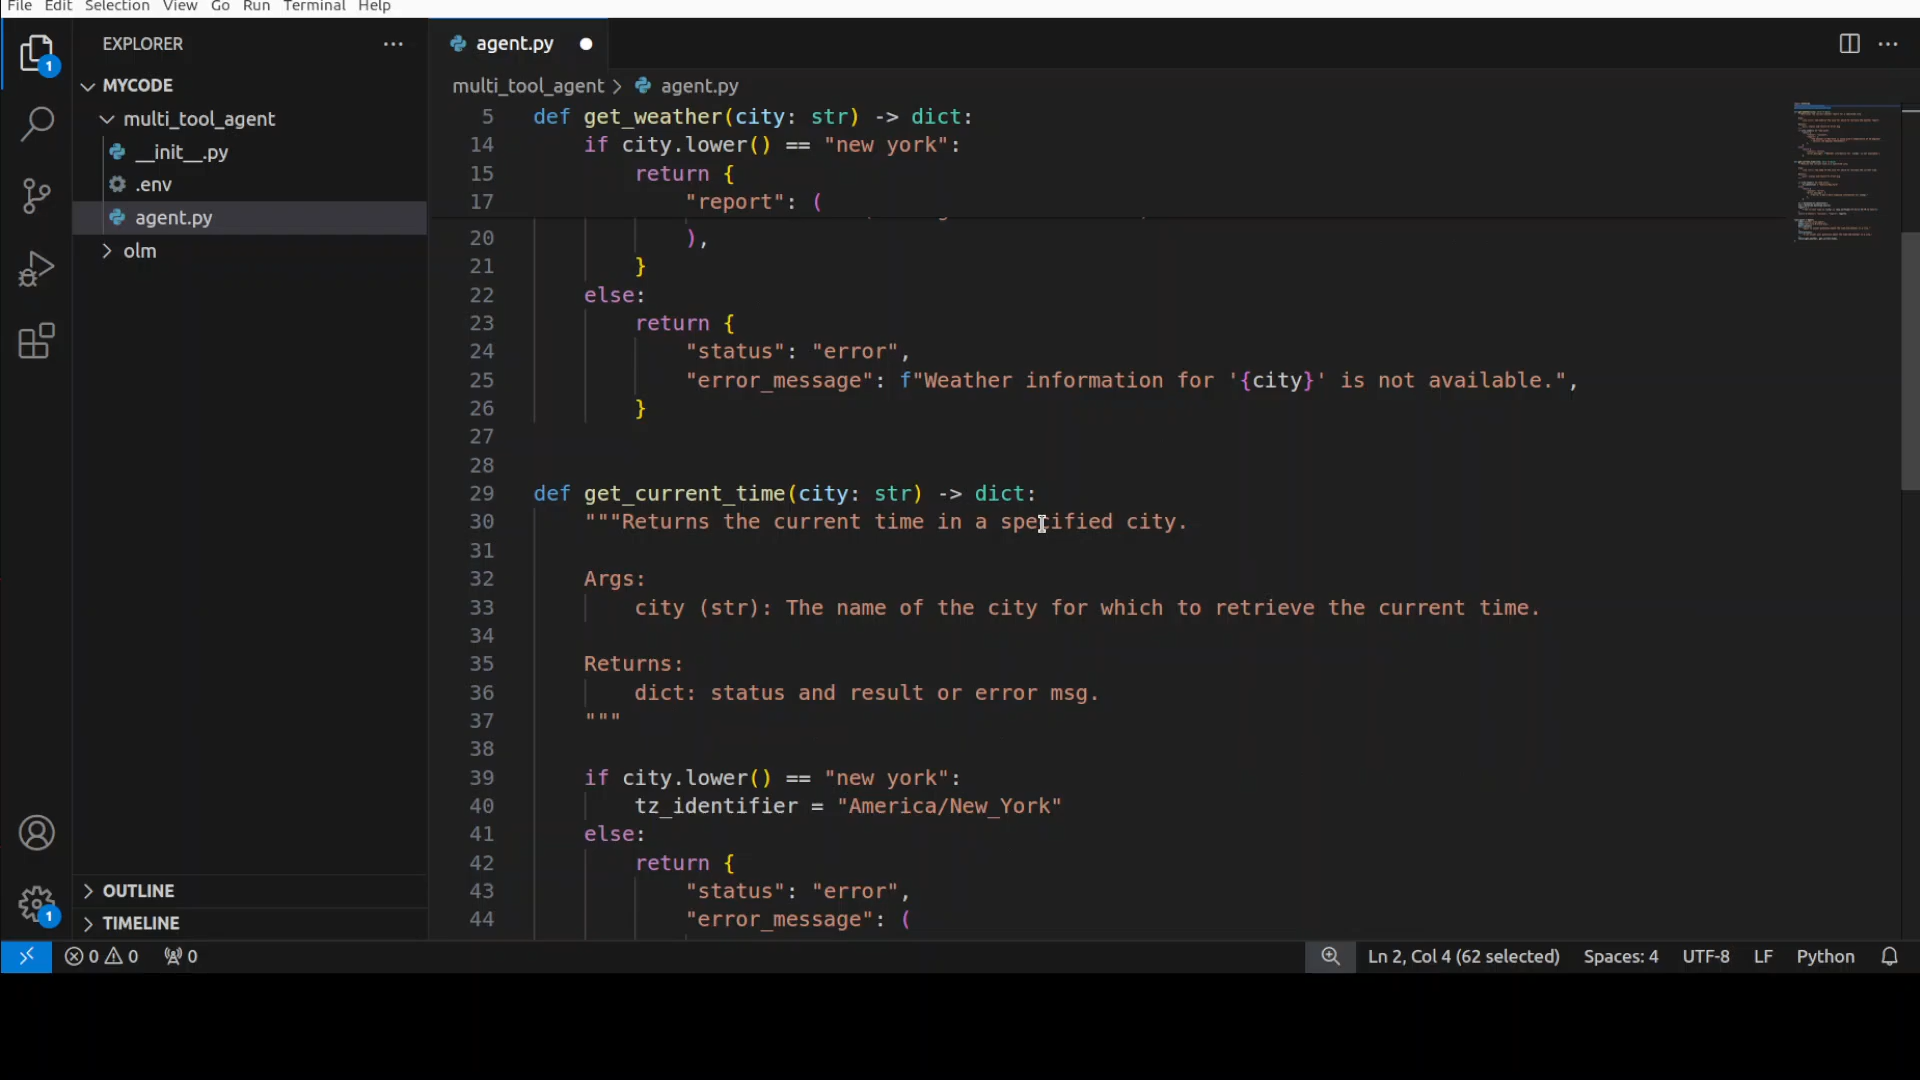 File Edit Selection View Go Run Terminal Help
EXPLORER
MYCODE
multi_tool_agent
__init__.py
.env
agent.py
olm
OUTLINE
TIMELINE
1
1
agent.py
multi_tool_agent > agent.py
5 def get_weather(city: str) -> dict:
14 if city.lower() == "new york":
15 return {
17 "report": (
20 ),
21 }
22 else:
23 return {
24 "status": "error",
25 "error_message": f"Weather information for '{city}' is not available.",
26 }
27
28
29 def get_current_time(city: str) -> dict:
30 """Returns the current time in a specified city.
31
32 Args:
33 city (str): The name of the city for which to retrieve the current time.
34
35 Returns:
36 dict: status and result or error msg.
37 """
38
39 if city.lower() == "new york":
40 tz_identifier = "America/New_York"
41 else:
42 return {
43 "status": "error",
44 "error_message": (
0 0 0 Ln 2, Col 4 (62 selected) Spaces: 4 UTF-8 LF Python